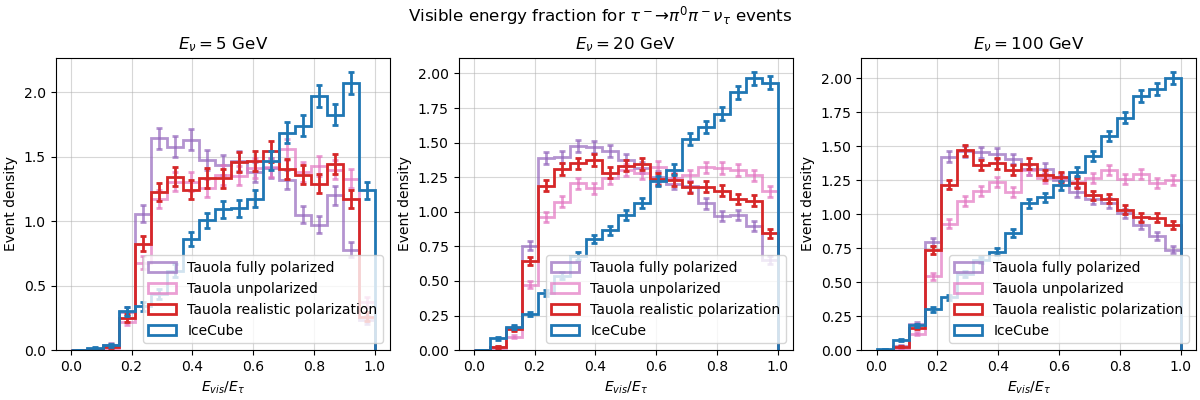 Visible energy fraction for τ⁻→π⁰π⁻ν_τ events
E_ν = 5 GeV
Event density
2.0
1.5
1.0
0.5
0.0
0.0 0.2 0.4 0.6 0.8 1.0
E_vis/E_τ
Tauola fully polarized
Tauola unpolarized
Tauola realistic polarization
IceCube
E_ν = 20 GeV
Event density
2.00
1.75
1.50
1.25
1.00
0.75
0.50
0.25
0.00
0.0 0.2 0.4 0.6 0.8 1.0
E_vis/E_τ
Tauola fully polarized
Tauola unpolarized
Tauola realistic polarization
IceCube
E_ν = 100 GeV
Event density
2.00
1.75
1.50
1.25
1.00
0.75
0.50
0.25
0.00
0.0 0.2 0.4 0.6 0.8 1.0
E_vis/E_τ
Tauola fully polarized
Tauola unpolarized
Tauola realistic polarization
IceCube